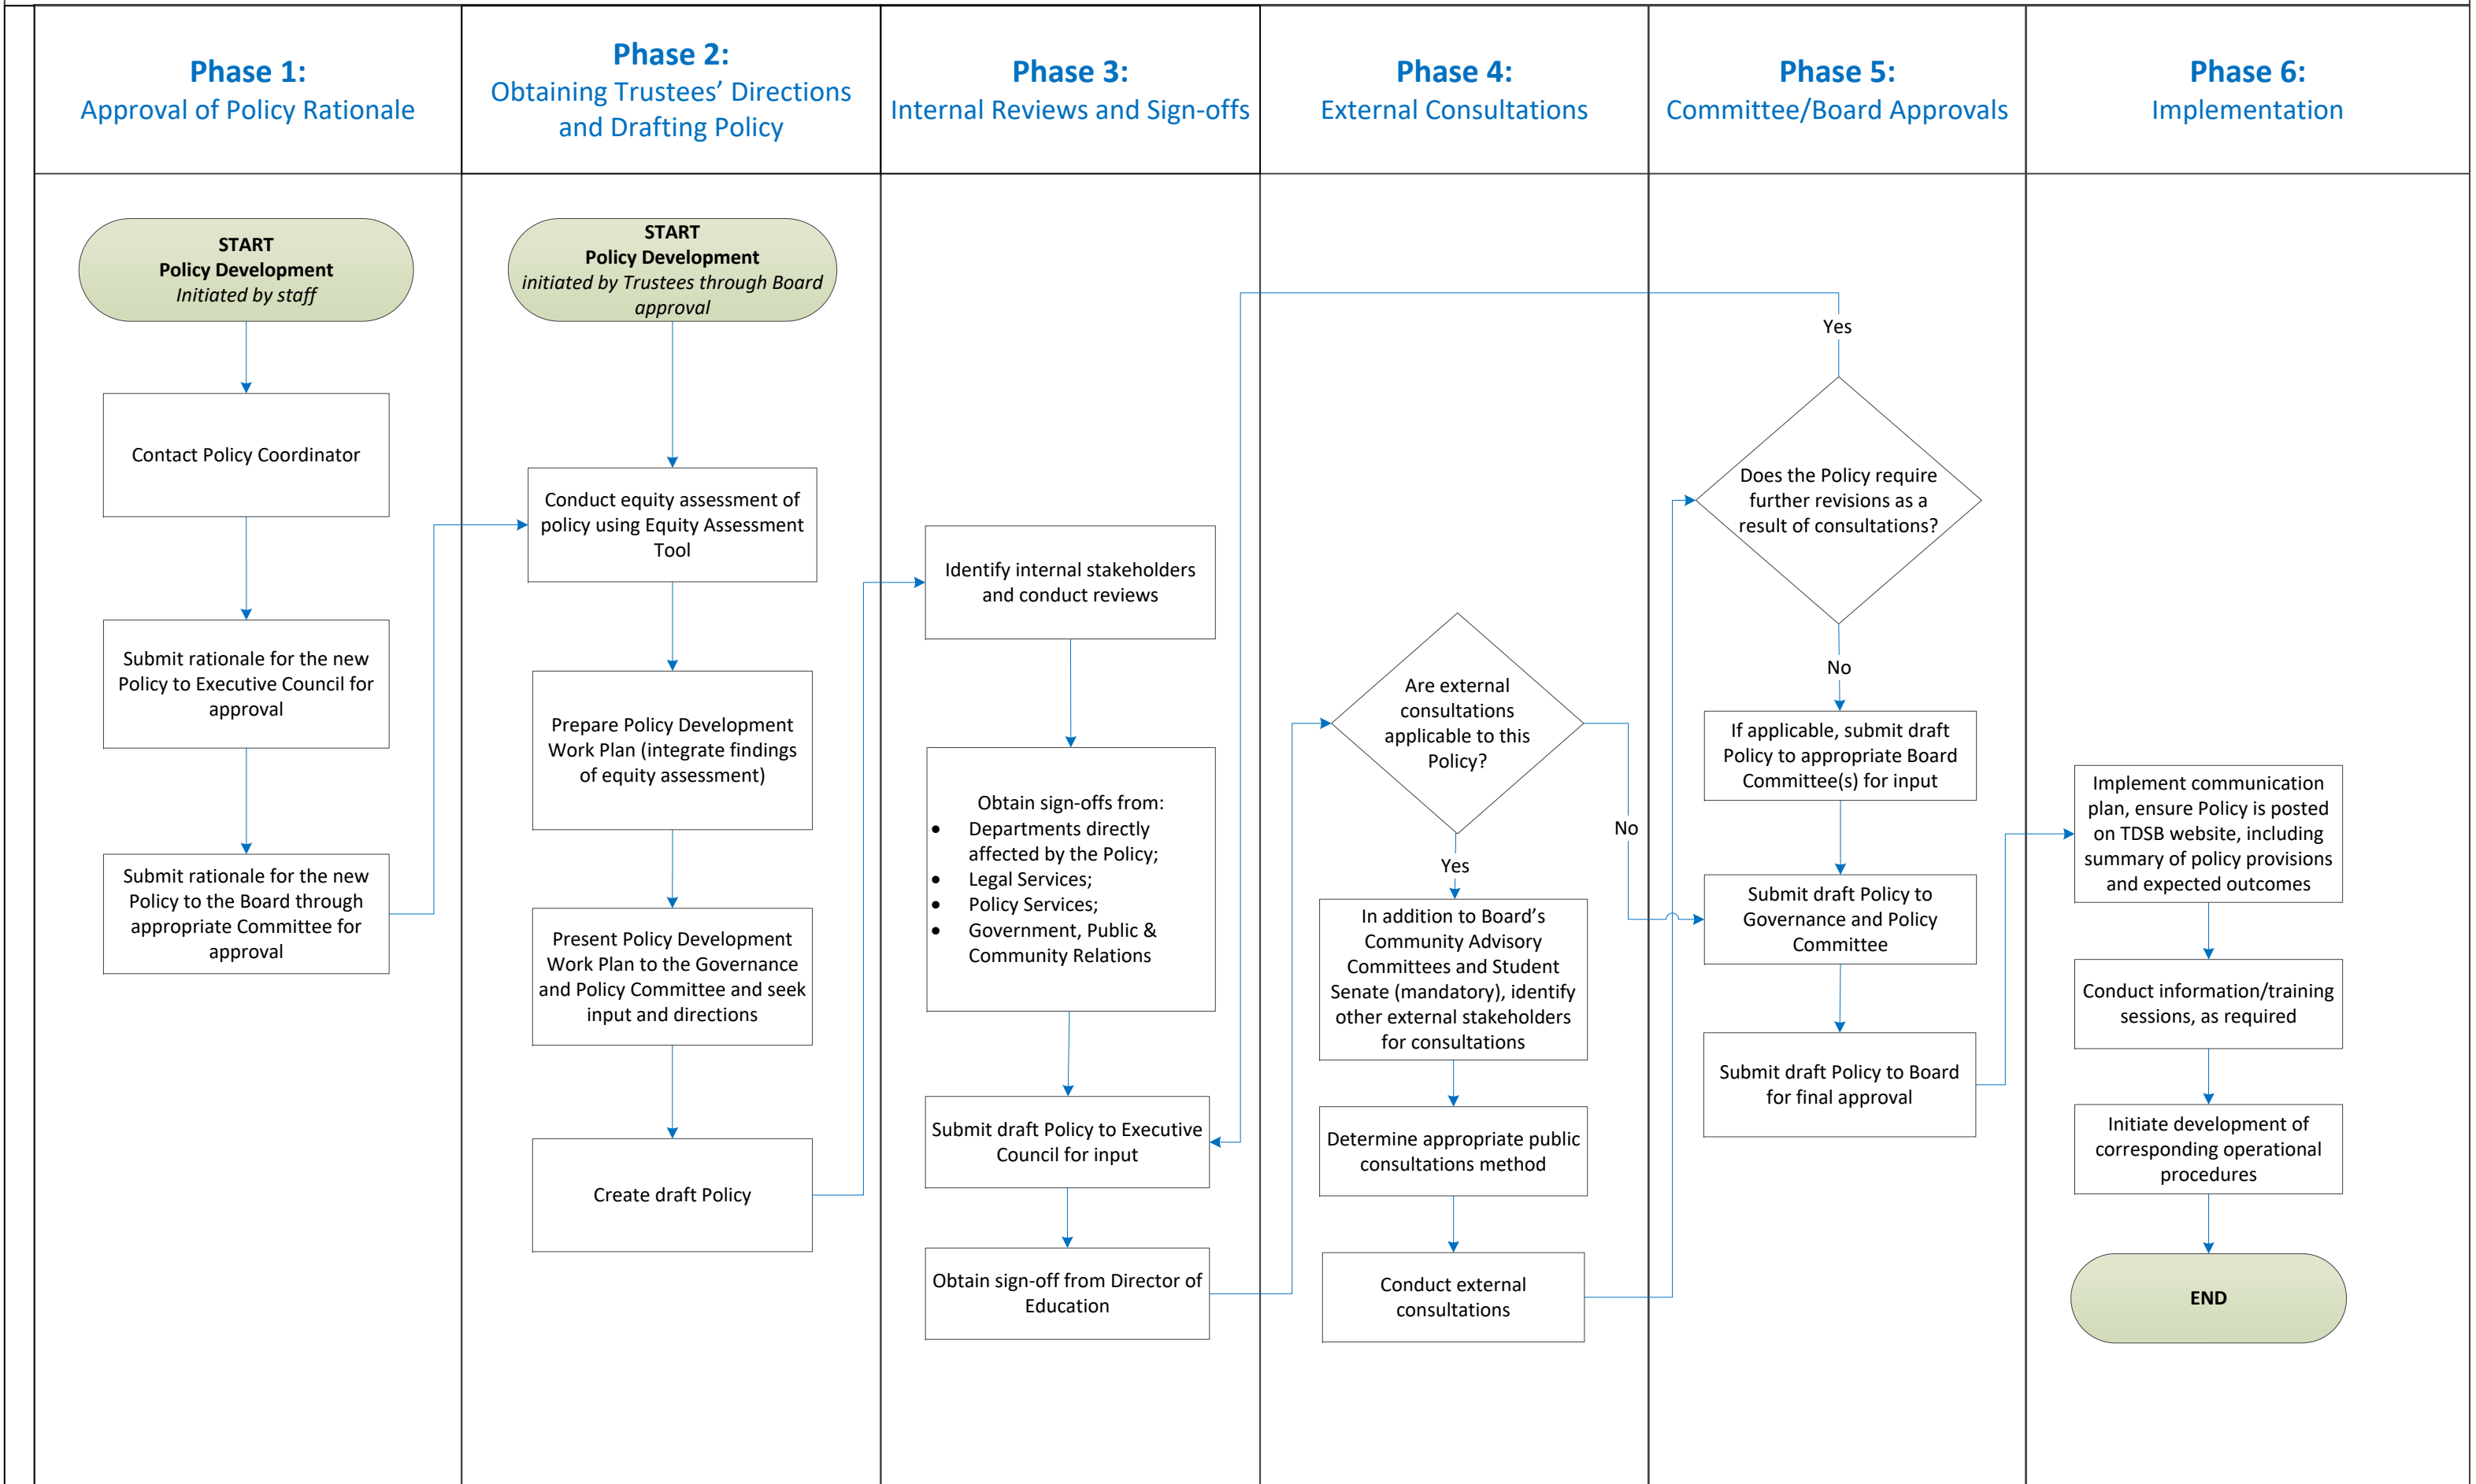 Phase 1:
Approval of Policy Rationale
Phase 2:
Obtaining Trustees’ Directions
and Drafting Policy
Phase 3:
Internal Reviews and Sign-offs
Phase 4:
External Consultations
Phase 5:
Committee/Board Approvals
Phase 6:
Implementation
START
Policy Development
Initiated by staff
Contact Policy Coordinator
Submit rationale for the new
Policy to Executive Council for
approval
Submit rationale for the new
Policy to the Board through
appropriate Committee for
approval
START
Policy Development
initiated by Trustees through Board
approval
Conduct equity assessment of
policy using Equity Assessment
Tool
Prepare Policy Development
Work Plan (integrate findings
of equity assessment)
Present Policy Development
Work Plan to the Governance
and Policy Committee and seek
input and directions
Create draft Policy
Identify internal stakeholders
and conduct reviews
Obtain sign-offs from:
• Departments directly
affected by the Policy;
• Legal Services;
• Policy Services;
• Government, Public &
Community Relations
Submit draft Policy to Executive
Council for input
Obtain sign-off from Director of
Education
Are external
consultations
applicable to this
Policy?
No
Yes
In addition to Board’s
Community Advisory
Committees and Student
Senate (mandatory), identify
other external stakeholders
for consultations
Determine appropriate public
consultations method
Conduct external
consultations
Yes
Does the Policy require
further revisions as a
result of consultations?
No
If applicable, submit draft
Policy to appropriate Board
Committee(s) for input
Submit draft Policy to
Governance and Policy
Committee
Submit draft Policy to Board
for final approval
Implement communication
plan, ensure Policy is posted
on TDSB website, including
summary of policy provisions
and expected outcomes
Conduct information/training
sessions, as required
Initiate development of
corresponding operational
procedures
END